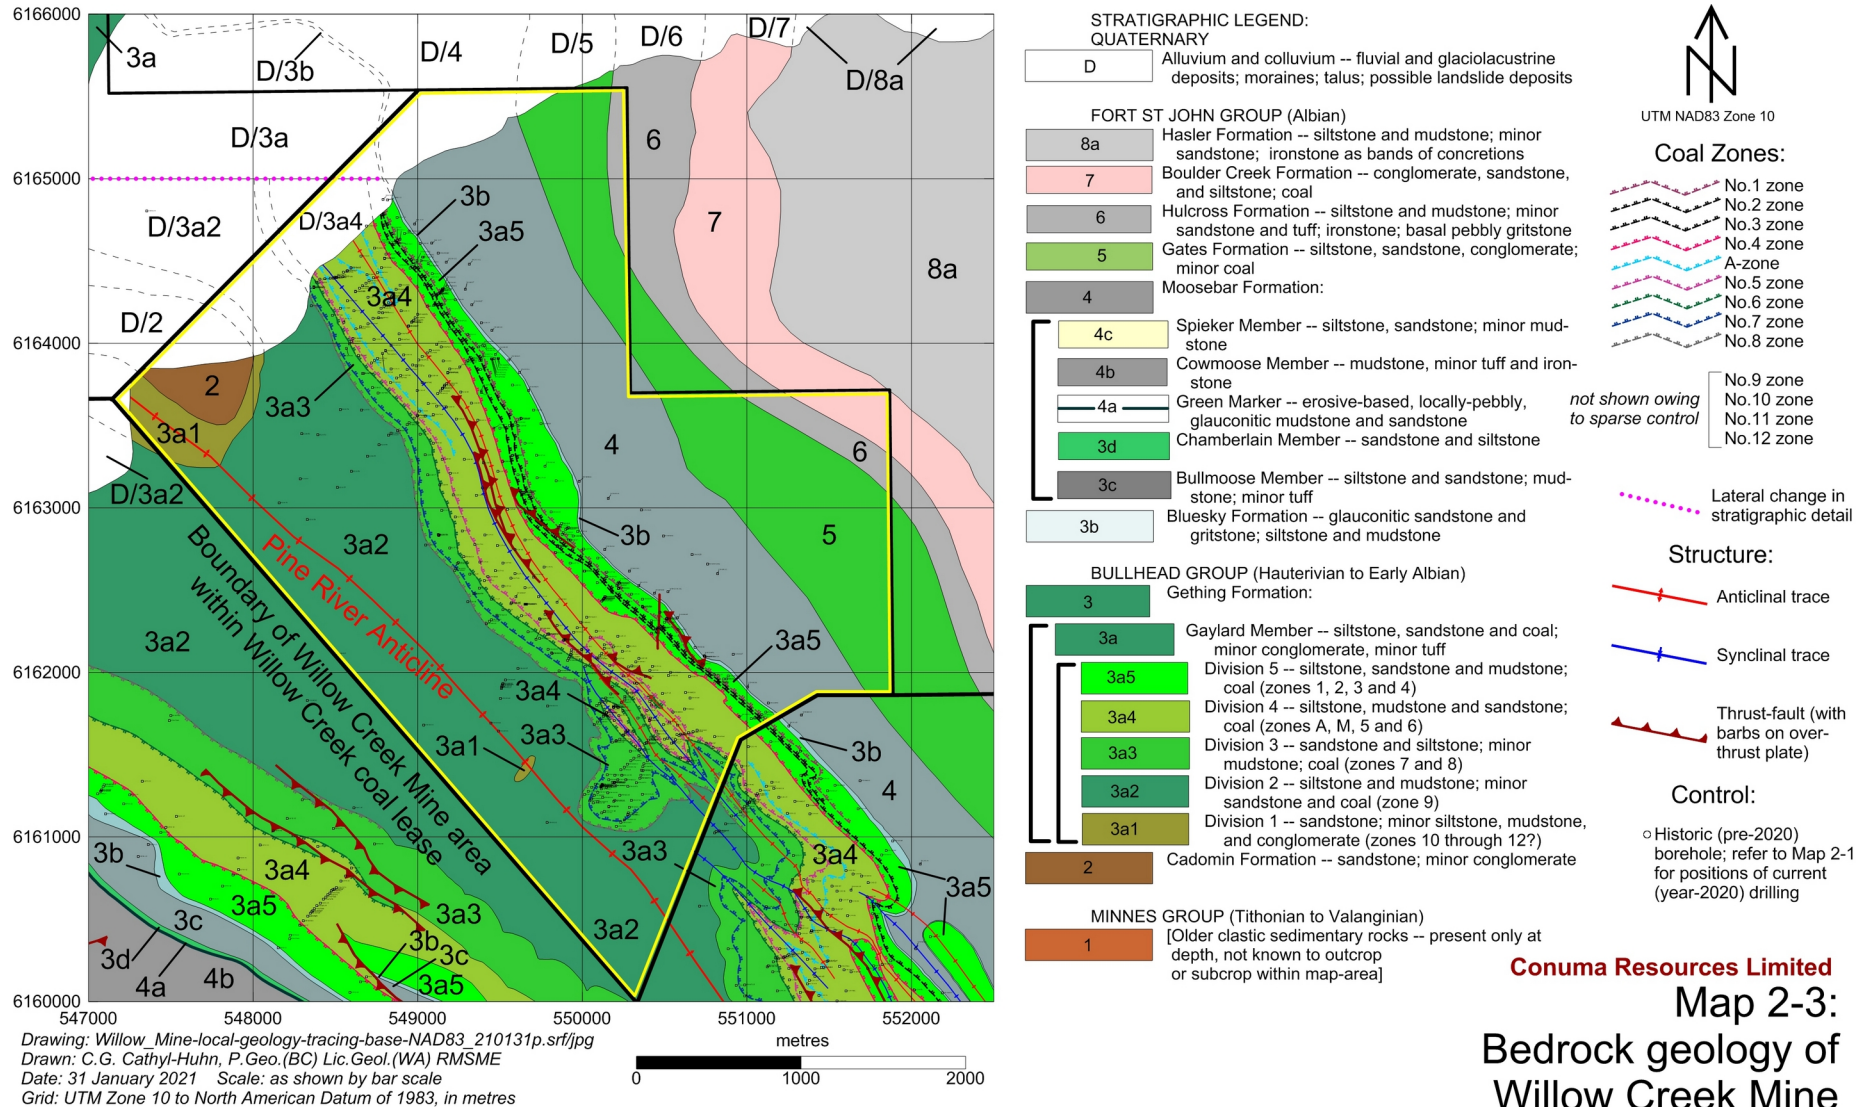 6166000
6165000
6164000
6163000
6162000
6161000
6160000
547000
548000
549000
550000
551000
552000
3a
D/3b
D/4
D/5
D/6
D/7
D/8a
D/3a
6
3b
D/3a4
3a5
7
D/3a2
8a
3a4
D/2
2
3a3
3a1
4
6
D/3a2
3a2
3b
5
Pine River Anticline
Boundary of Willow Creek Mine area
within Willow Creek coal lease
3a2
3a5
3a4
3a3
3a1
3b
4
3a3
3a4
3b
3a4
3a5
3a5
3a3
3c
3a2
3b
3d
3c
4b
4a
3a5
Drawing: Willow_Mine-local-geology-tracing-base-NAD83_210131p.srf/jpg
Drawn: C.G. Cathyl-Huhn, P.Geo.(BC) Lic.Geol.(WA) RMSME
Date: 31 January 2021 Scale: as shown by bar scale
Grid: UTM Zone 10 to North American Datum of 1983, in metres
metres
0
1000
2000
STRATIGRAPHIC LEGEND:
QUATERNARY
D
Alluvium and colluvium -- fluvial and glaciolacustrine
deposits; moraines; talus; possible landslide deposits
FORT ST JOHN GROUP (Albian)
8a
Hasler Formation -- siltstone and mudstone; minor
sandstone; ironstone as bands of concretions
7
Boulder Creek Formation -- conglomerate, sandstone,
and siltstone; coal
6
Hulcross Formation -- siltstone and mudstone; minor
sandstone and tuff; ironstone; basal pebbly gritstone
5
Gates Formation -- siltstone, sandstone, conglomerate;
minor coal
4
Moosebar Formation:
4c
Spieker Member -- siltstone, sandstone; minor mud-
stone
4b
Cowmoose Member -- mudstone, minor tuff and iron-
stone
4a
Green Marker -- erosive-based, locally-pebbly,
glauconitic mudstone and sandstone
3d
Chamberlain Member -- sandstone and siltstone
3c
Bullmoose Member -- siltstone and sandstone; mud-
stone; minor tuff
3b
Bluesky Formation -- glauconitic sandstone and
gritstone; siltstone and mudstone
BULLHEAD GROUP (Hauterivian to Early Albian)
3
Gething Formation:
3a
Gaylard Member -- siltstone, sandstone and coal;
minor conglomerate, minor tuff
3a5
Division 5 -- siltstone, sandstone and mudstone;
coal (zones 1, 2, 3 and 4)
3a4
Division 4 -- siltstone, mudstone and sandstone;
coal (zones A, M, 5 and 6)
3a3
Division 3 -- sandstone and siltstone; minor
mudstone; coal (zones 7 and 8)
3a2
Division 2 -- siltstone and mudstone; minor
sandstone and coal (zone 9)
3a1
Division 1 -- sandstone; minor siltstone, mudstone,
and conglomerate (zones 10 through 12?)
2
Cadomin Formation -- sandstone; minor conglomerate
MINNES GROUP (Tithonian to Valanginian)
1
[Older clastic sedimentary rocks -- present only at
depth, not known to outcrop
or subcrop within map-area]
N
UTM NAD83 Zone 10
Coal Zones:
No.1 zone
No.2 zone
No.3 zone
No.4 zone
A-zone
No.5 zone
No.6 zone
No.7 zone
No.8 zone
not shown owing
to sparse control
No.9 zone
No.10 zone
No.11 zone
No.12 zone
Lateral change in
stratigraphic detail
Structure:
Anticlinal trace
Synclinal trace
Thrust-fault (with
barbs on over-
thrust plate)
Control:
Historic (pre-2020)
borehole; refer to Map 2-1
for positions of current
(year-2020) drilling
Conuma Resources Limited
Map 2-3:
Bedrock geology of
Willow Creek Mine